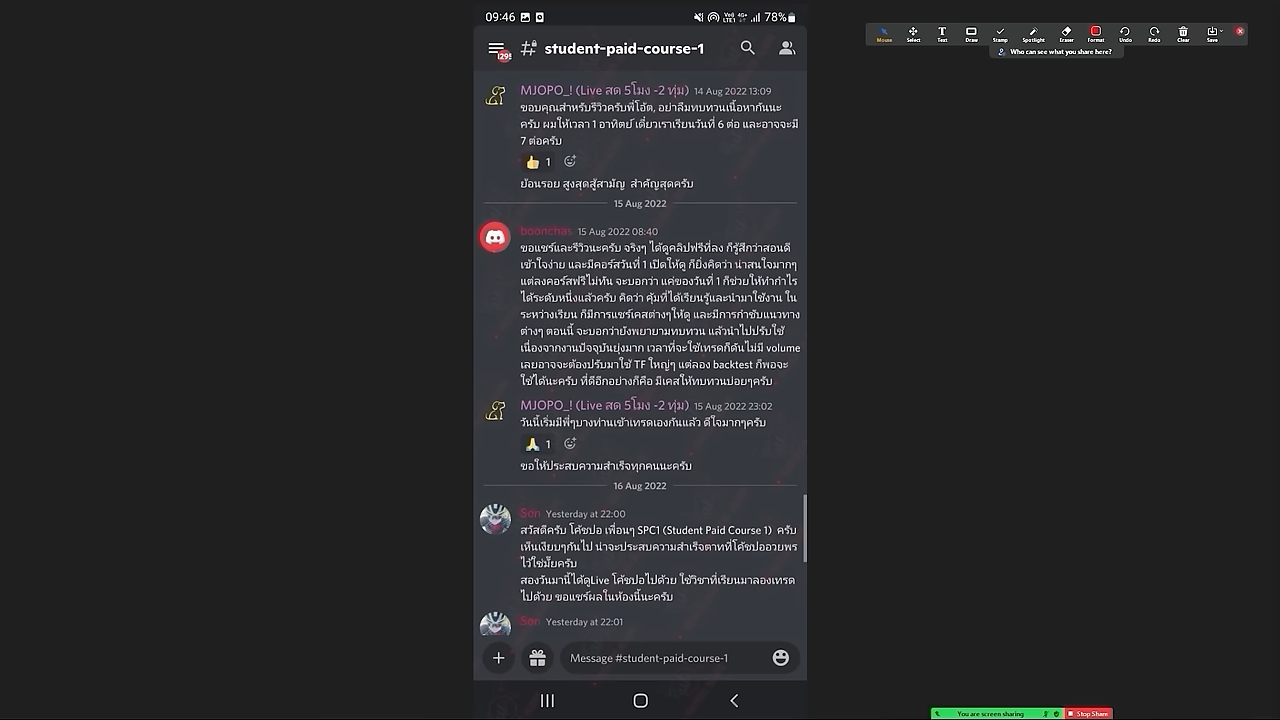 09:46 78%
Mouse Select Text Draw Stamp Spotlight Eraser Format Undo Redo Clear Save
Who can see what you share here?
student-paid-course-1
MJOPO_! (Live สด 5โมง -2 ทุ่ม) 14 Aug 2022 13:09
ขอบคุณสำหรับรีวิวครับพี่โอ๊ต, อย่าลืมทบทวนเนื้อหากันนะ
ครับ ผมให้เวลา 1 อาทิตย์ เดี๋ยวเราเรียนวันที่ 6 ต่อ และอาจจะมี
7 ต่อครับ
1
ย้อนรอย สูงสุดสู่สามัญ สำคัญสุดครับ
15 Aug 2022
boonchas 15 Aug 2022 08:40
ขอแชร์และรีวิวนะครับ จริงๆ ได้ดูคลิปฟรีที่ลง ก็รู้สึกว่าสอนดี
เข้าใจง่าย และมีคอร์สวันที่ 1 เปิดให้ดู ก็ยิ่งคิดว่า น่าสนใจมากๆ
แต่ลงคอร์สฟรีไม่ทัน จะบอกว่า แค่ของวันที่ 1 ก็ช่วยให้ทำกำไร
ได้ระดับหนึ่งแล้วครับ คิดว่า คุ้มที่ได้เรียนรู้และนำมาใช้งาน ใน
ระหว่างเรียน ก็มีการแชร์เคสต่างๆให้ดู และมีการกำชับแนวทาง
ต่างๆ ตอนนี้ จะบอกว่ายังพยายามทบทวน แล้วนำไปปรับใช้
เนื่องจากงานปัจจุบันยุ่งมาก เวลาที่จะใช้เทรดก็ดันไม่มี volume
เลยอาจจะต้องปรับมาใช้ TF ใหญ่ๆ แต่ลอง backtest ก็พอจะ
ใช้ได้นะครับ ที่ดีอีกอย่างก็คือ มีเคสให้ทบทวนบ่อยๆครับ
MJOPO_! (Live สด 5โมง -2 ทุ่ม) 15 Aug 2022 23:02
วันนี้เริ่มมีพี่ๆบางท่านเข้าเทรดเองกันแล้ว ดีใจมากๆครับ
1
ขอให้ประสบความสำเร็จทุกคนนะครับ
16 Aug 2022
Son Yesterday at 22:00
สวัสดีครับ โค้ชปอ เพื่อนๆ SPC1 (Student Paid Course 1) ครับ
เห็นเงียบๆกันไป น่าจะประสบความสำเร็จตาทที่โค้ชปออวยพร
ไว้ใช่มั๊ยครับ
สองวันมานี้ได้ดูLive โค้ชปอไปด้วย ใช้วิชาที่เรียนมาลองเทรด
ไปด้วย ขอแชร์ผลในห้องนี้นะครับ
Son Yesterday at 22:01
Message #student-paid-course-1
You are screen sharing Stop Share